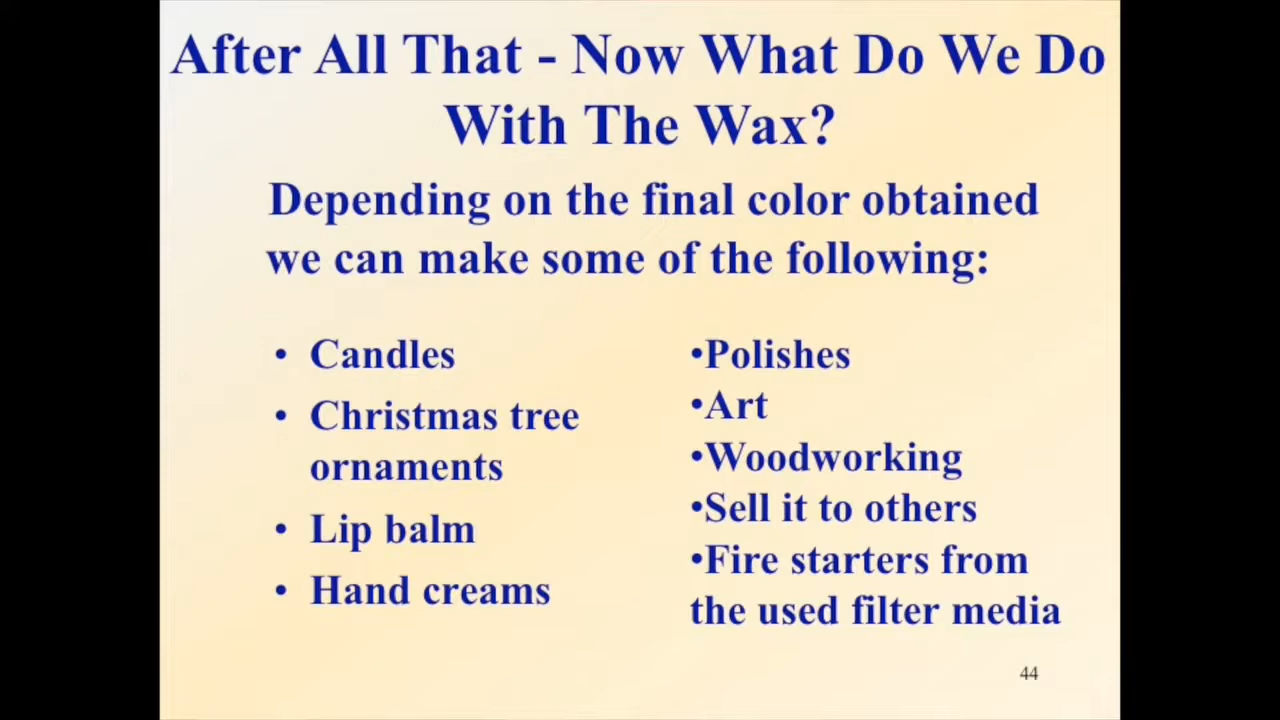 After All That - Now What Do We Do
With The Wax?
Depending on the final color obtained
we can make some of the following:
• Candles
• Christmas tree
ornaments
• Lip balm
• Hand creams
•Polishes
•Art
•Woodworking
•Sell it to others
•Fire starters from
the used filter media
44